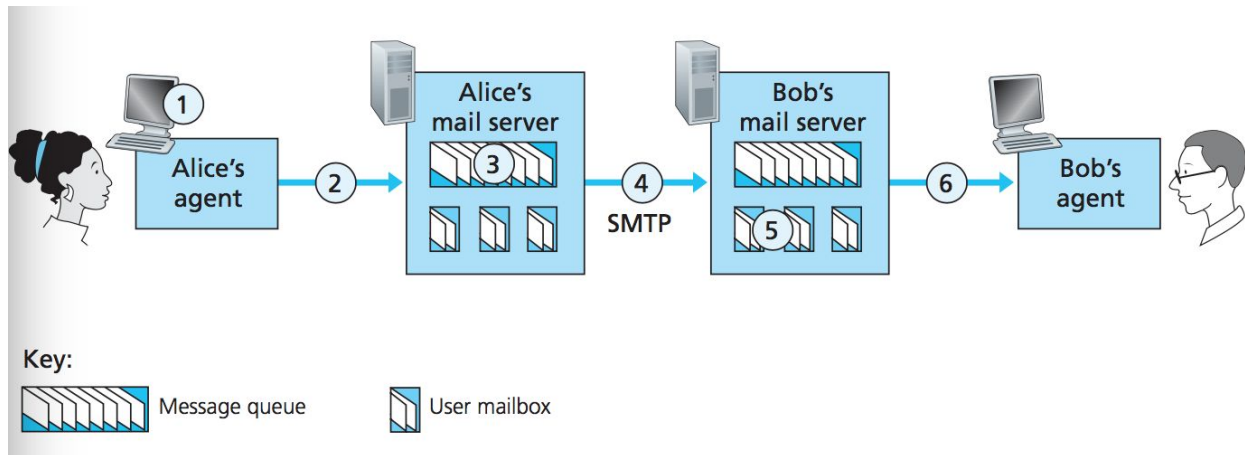 1
Alice's
agent
2
Alice's
mail server
3
4
SMTP
Bob's
mail server
5
6
Bob's
agent
Key:
Message queue
User mailbox